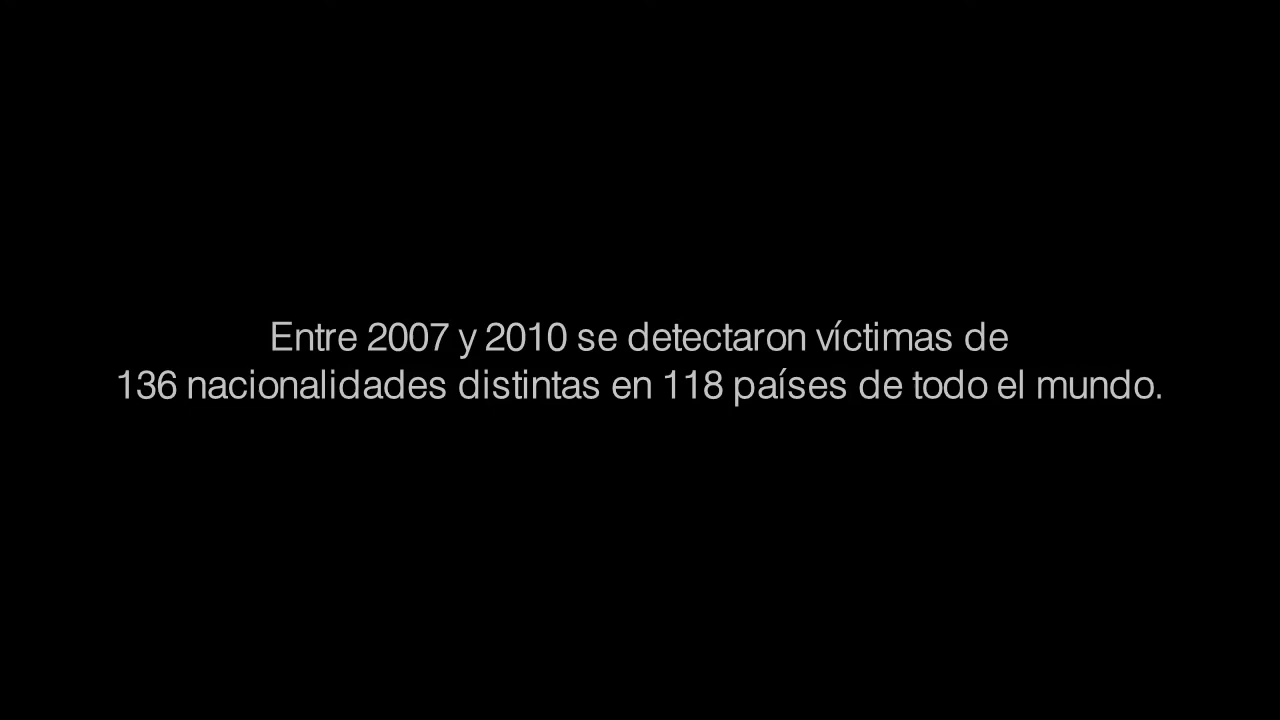 Entre 2007 y 2010 se detectaron víctimas de
136 nacionalidades distintas en 118 países de todo el mundo.